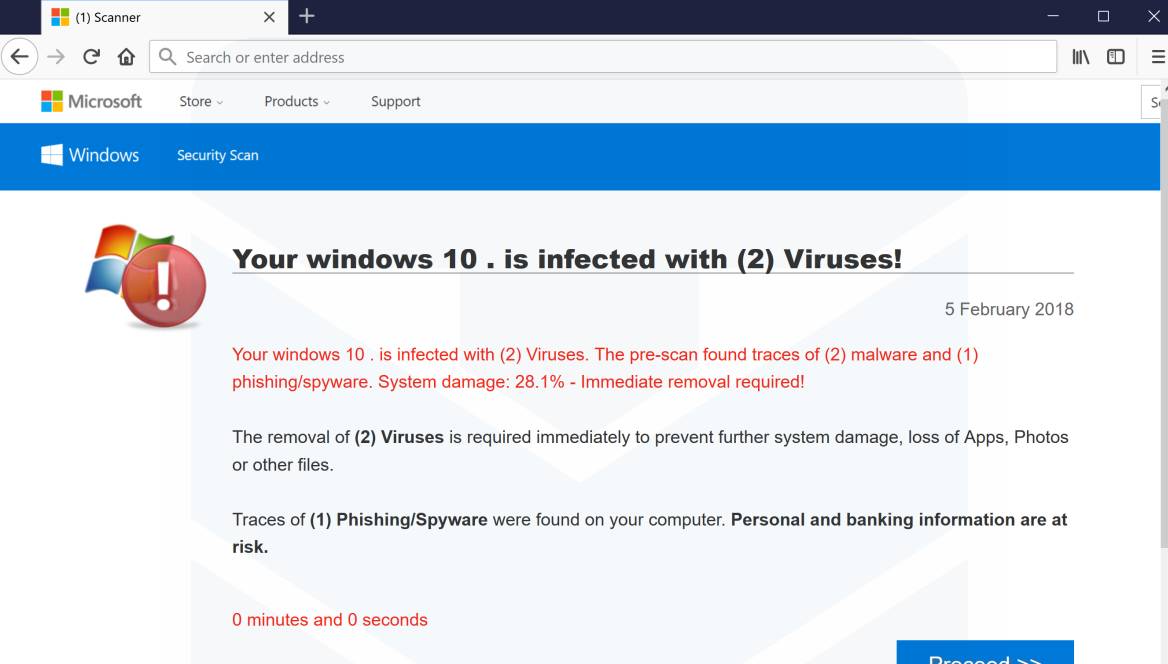 (1) Scanner
Search or enter address
Microsoft Store Products Support
Windows Security Scan
Your windows 10 . is infected with (2) Viruses!
5 February 2018
Your windows 10 . is infected with (2) Viruses. The pre-scan found traces of (2) malware and (1)
phishing/spyware. System damage: 28.1% - Immediate removal required!
The removal of (2) Viruses is required immediately to prevent further system damage, loss of Apps, Photos
or other files.
Traces of (1) Phishing/Spyware were found on your computer. Personal and banking information are at
risk.
0 minutes and 0 seconds
Proceed >>